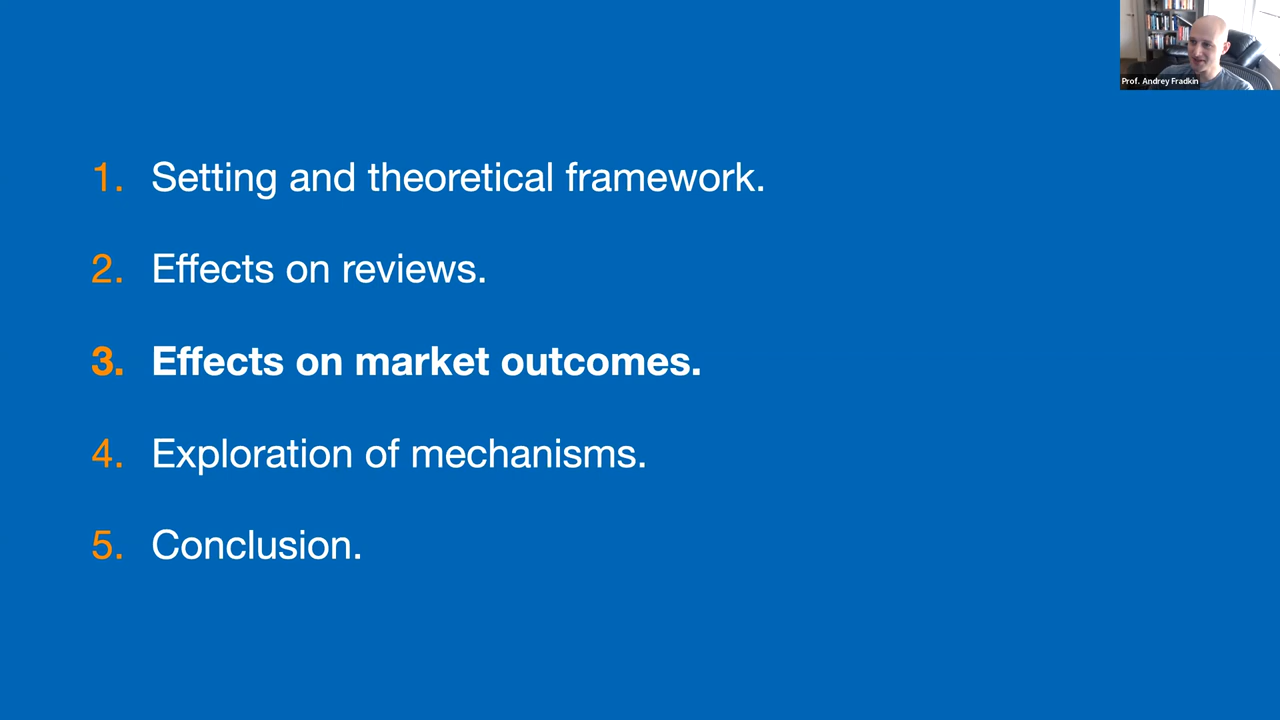 Prof. Andrey Fradkin
1. Setting and theoretical framework.
2. Effects on reviews.
3. Effects on market outcomes.
4. Exploration of mechanisms.
5. Conclusion.